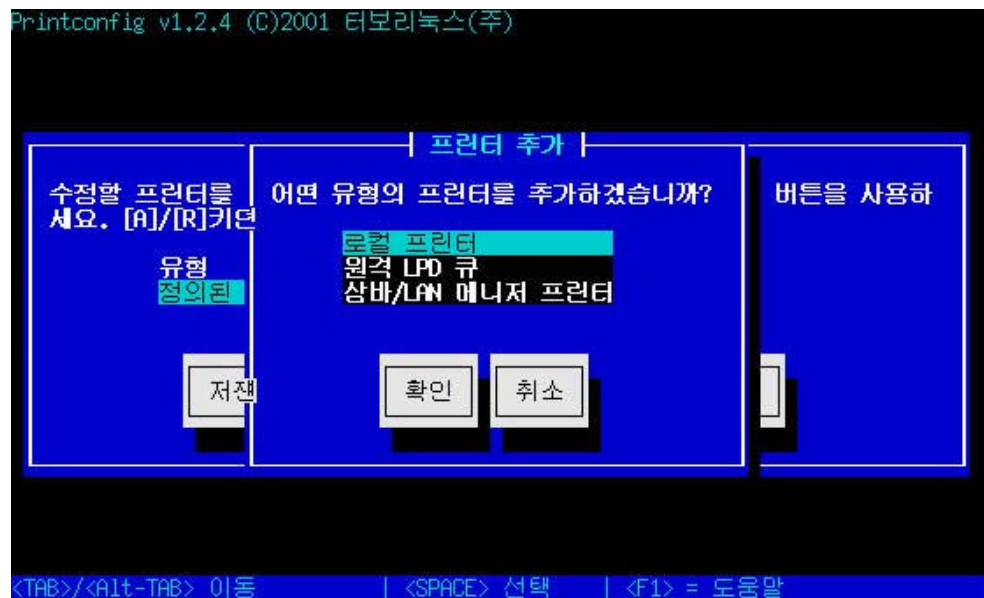 Printconfig v1.2.4 (C)2001 터보리눅스(주)
프린터 추가
수정할 프린터를
세요. [A]/[R]키
어떤 유형의 프린터를 추가하겠습니까?
버튼을 사용하
유형
정의된
로컬 프린터
원격 LPD 큐
삼바/LAN 매니저 프린터
확인
취소
<TAB>/<Alt-TAB> 이동 | <SPACE> 선택 | <F1> = 도움말